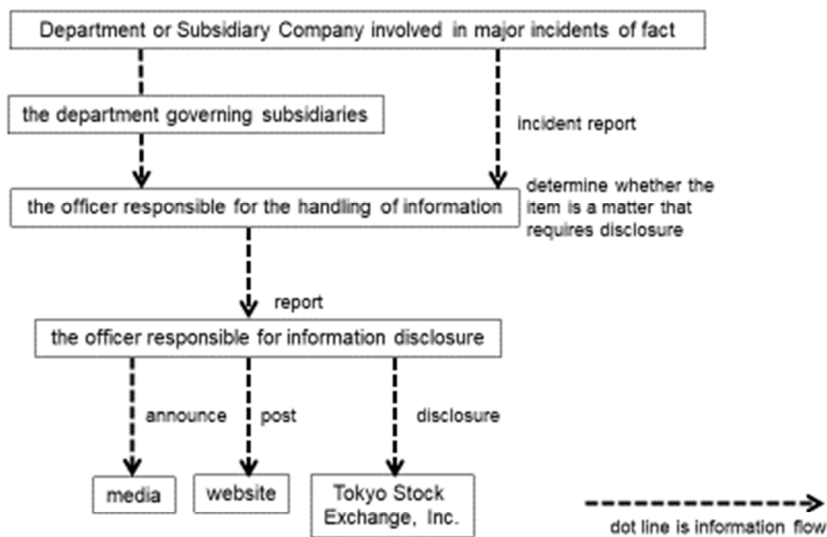 Department or Subsidiary Company involved in major incidents of fact
the department governing subsidiaries
incident report
the officer responsible for the handling of information
determine whether the
item is a matter that
requires disclosure
report
the officer responsible for information disclosure
announce
post
disclosure
media
website
Tokyo Stock
Exchange, Inc.
dot line is information flow